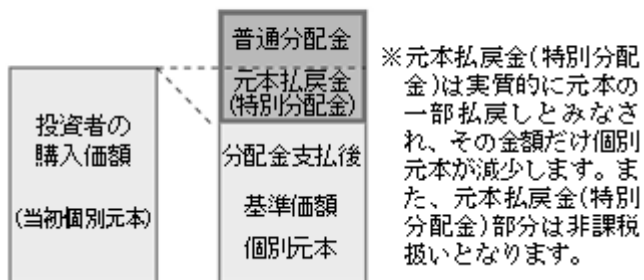 普通分配金
元本払戻金
(特別分配金)
投資者の
購入価額
(当初個別元本)
分配金支払後
基準価額
個別元本
※元本払戻金(特別分配
金)は実質的に元本の
一部払戻しとみなさ
れ、その金額だけ個別
元本が減少します。ま
た、元本払戻金(特別
分配金)部分は非課税
扱いとなります。